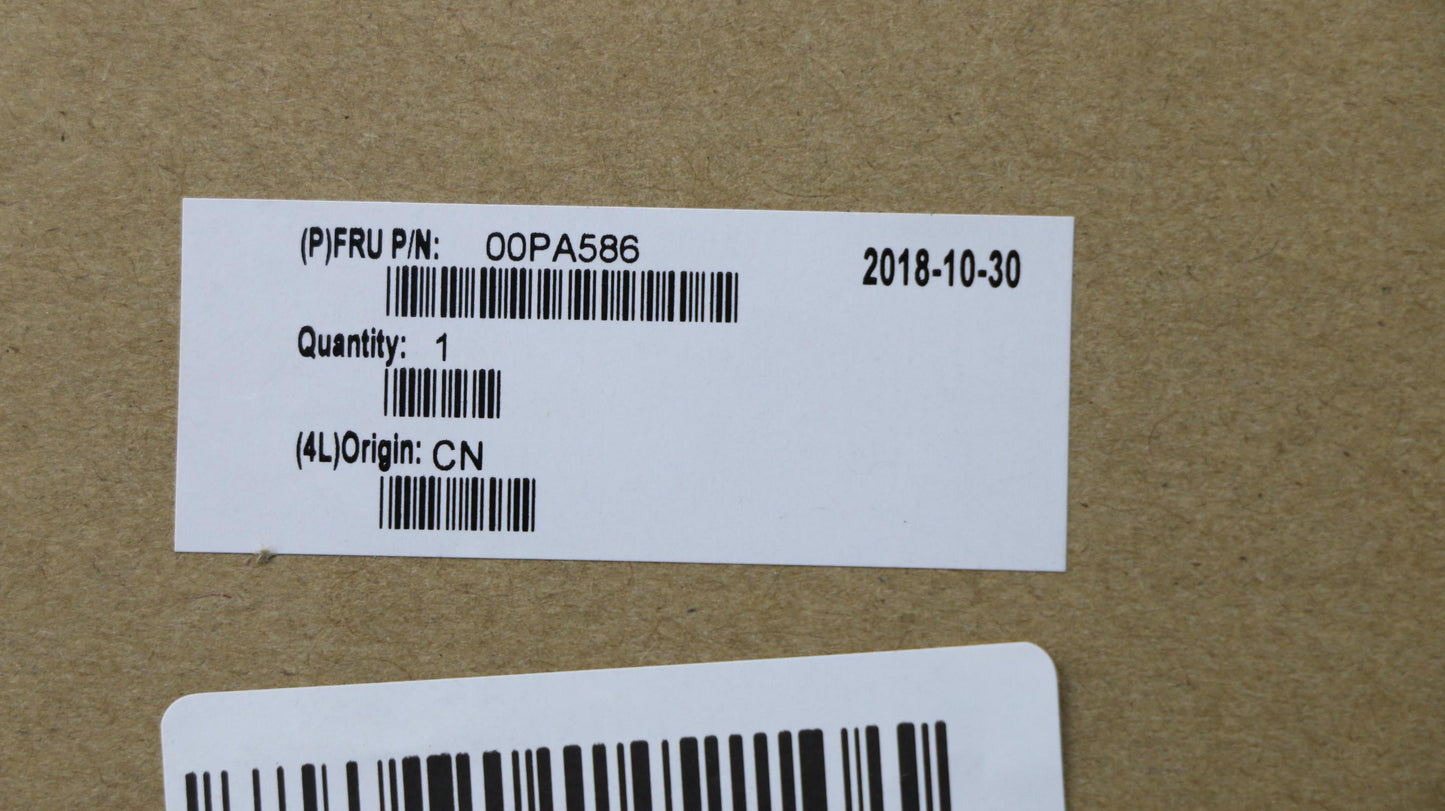 (P)FRU P/N: 00PA586
2018-10-30
Quantity: 1
(4L)Origin: CN